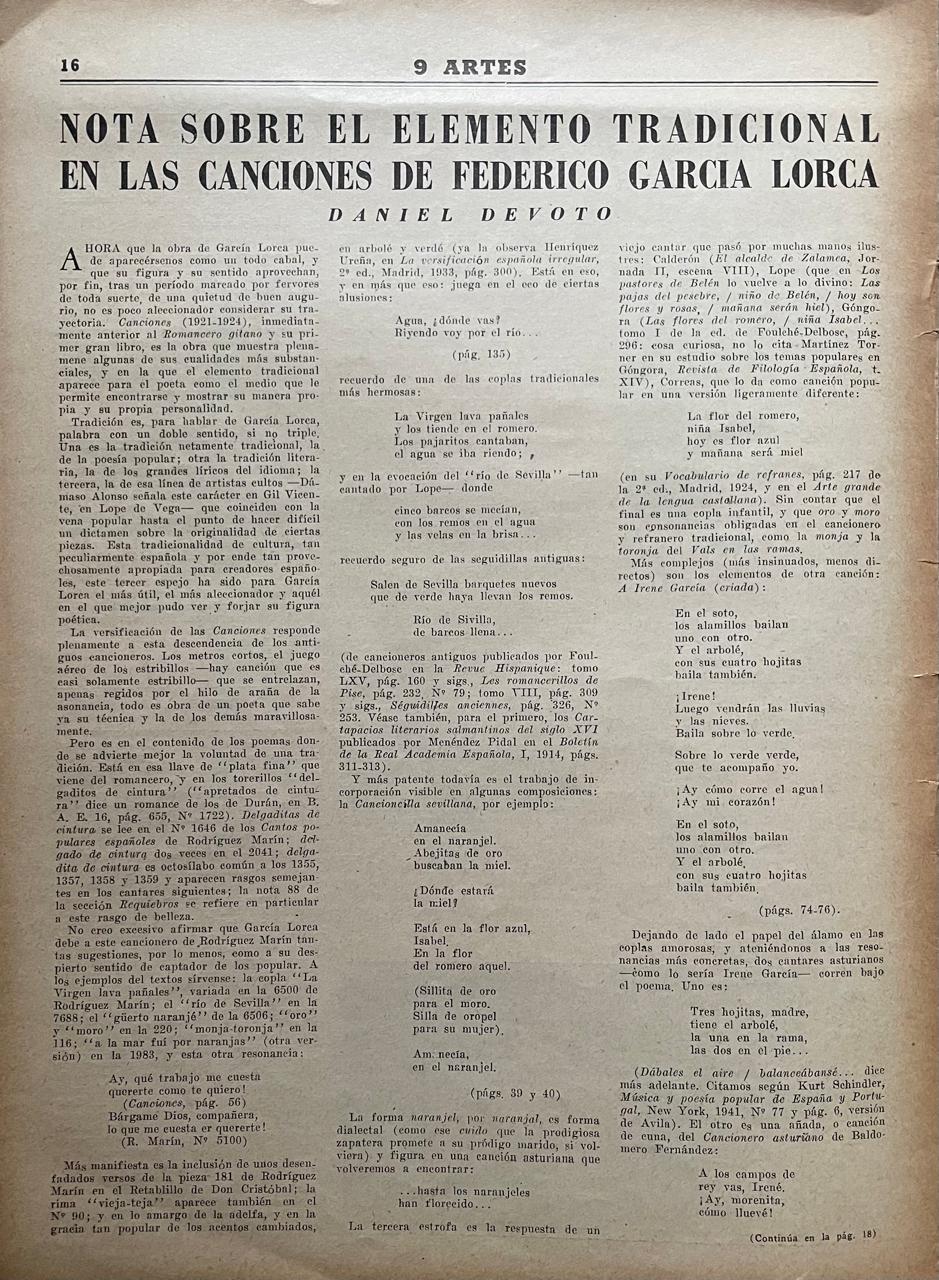 16
9 ARTES
NOTA SOBRE EL ELEMENTO TRADICIONAL
EN LAS CANCIONES DE FEDERICO GARCIA LORCA
DANIEL DEVOTO
AHORA que la obra de García Lorca pue-
de aparecérsenos como un todo cabal, y
que su figura y su sentido aprovechan,
por fin, tras un período marcado por fervores
de toda suerte, de una quietud de buen augu-
rio, no es poco aleccionador considerar su tra-
yectoria. Canciones (1921-1924), inmediata-
mente anterior al Romancero gitano y su pri-
mer gran libro, es la obra que muestra plena-
mene algunas de sus cualidades más substan-
ciales, y en la que el elemento tradicional
aparece para el poeta como el medio que le
permite encontrarse y mostrar su manera pro-
pia y su propia personalidad.
Tradición es, para hablar de García Lorca,
palabra con un doble sentido, si no triple.
Una es la tradición netamente tradicional, la
de la poesía popular; otra la tradición litera-
ria, la de los grandes líricos del idioma; la
tercera, la de esa línea de artistas cultos —Dá-
maso Alonso señala este carácter en Gil Vicen-
te, en Lope de Vega— que coinciden con la
vena popular hasta el punto de hacer difícil
un dictamen sobre la originalidad de ciertas
piezas. Esta tradicionalidad de cultura, tan
peculiarmente española y por ende tan prove-
chosamente apropiada para creadores españo-
les, este tercer espejo ha sido para García
Lorca el más útil, el más aleccionador y aquél
en el que mejor pudo ver y forjar su figura
poética.
La versificación de las Canciones responde
plenamente a esta descendencia de los anti-
guos cancioneros. Los metros cortos, el juego
aéreo de los estribillos —hay canción que es
casi solamente estribillo— que se entrelazan,
apenas regidos por el hilo de araña de la
asonancia, todo es obra de un poeta que sabe
ya su técnica y la de los demás maravillosa-
mente.
Pero es en el contenido de los poemas don-
de se advierte mejor la voluntad de una tra-
dición. Está en esa llave de "plata fina" que
viene del romancero, y en los torerillos "del-
gaditos de cintura" ("apretados de cintu-
ra" dice un romance de los de Durán, en B.
A. E. 16, pág. 655, Nº 1722). Delgaditas de
cintura se lee en el Nº 1646 de los Cantos po-
pulares españoles de Rodríguez Marín; del-
gado de cintura dos veces en el 2041; delga-
dita de cintura es octosílabo común a los 1355,
1357, 1358 y 1359 y aparecen rasgos semejan-
tes en los cantares siguientes; la nota 88 de
la sección Requiebros se refiere en particular
a este rasgo de belleza.
No creo excesivo afirmar que García Lorca
debe a este cancionero de Rodríguez Marín tan-
tas sugestiones, por lo menos, como a su des-
pierto sentido de captador de los popular. A
los ejemplos del textos sírvense: la copla "La
Virgen lava pañales", variada en la 6500 de
Rodríguez Marín; el "río de Sevilla" en la
7688; el "güerto naranjé" de la 6506; "oro"
y "moro" en la 220; "monja-toronja" en la
116; "a la mar fuí por naranjas" (otra ver-
sión) en la 1983, y esta otra resonancia:
Ay, qué trabajo me cuesta
quererte como te quiero!
(Canciones, pág. 56)
Bárgame Dios, compañera,
lo que me cuesta er quererte!
(R. Marín, Nº 5100)
Más manifiesta es la inclusión de unos desen-
fadados versos de la pieza 181 de Rodríguez
Marín en el Retablillo de Don Cristóbal; la
rima "vieja-teja" aparece también en el
Nº 90; y en lo amargo de la adelfa, y en la
gracia tan popular de los acentos cambiados,
en arbolé y verdé (ya la observa Henríquez
Ureña, en La versificación española irregular,
2ª ed., Madrid, 1933, pág. 300). Está en eso,
y en más que eso: juega en el eco de ciertas
alusiones:
Agua, ¿dónde vas?
Riyendo voy por el río...
(pág. 135)
recuerdo de una de las coplas tradicionales
más hermosas:
La Virgen lava pañales
y los tiende en el romero.
Los pajaritos cantaban,
el agua se iba riendo;
y en la evocación del "río de Sevilla" —tan
cantado por Lope— donde
cinco barcos se mecían,
con los remos en el agua
y las velas en la brisa...
recuerdo seguro de las seguidillas antiguas:
Salen de Sevilla barquetes nuevos
que de verde haya llevan los remos.
Río de Sivilla,
de barcos llena...
(de cancioneros antiguos publicados por Foul-
ché-Delbosc en la Revue Hispanique: tomo
LXV, pág. 160 y sigs., Les romancerillos de
Pise, pág. 232, Nº 79; tomo VIII, pág. 309
y sigs., Séguidilles anciennes, pág. 326, Nº
253. Véase también, para el primero, los Car-
tapacios literarios salmantinos del siglo XVI
publicados por Menéndez Pidal en el Boletín
de la Real Academia Española, I, 1914, págs.
311-313).
Y más patente todavía es el trabajo de in-
corporación visible en algunas composiciones:
la Cancioncilla sevillana, por ejemplo:
Amanecía
en el naranjel.
Abejitas de oro
buscaban la miel.
¿Dónde estará
la miel?
Está en la flor azul,
Isabel.
En la flor
del romero aquel.
(Sillita de oro
para el moro.
Silla de oropel
para su mujer).
Am necía,
en el naranjel.
(págs. 39 y 40)
La forma naranjel, por naranjal, es forma
dialectal (como ese cuido que la prodigiosa
zapatera promete a su pródigo marido, si vol-
viera) y figura en una canción asturiana que
volveremos a encontrar:
...hasta los naranjeles
han florecido...
La tercera estrofa es la respuesta de un
viejo cantar que pasó por muchas manos ilus-
tres: Calderón (El alcalde de Zalamea, Jor-
nada II, escena VIII), Lope (que en Los
pastores de Belén lo vuelve a lo divino: Las
pajas del pesebre, / niño de Belén, / hoy son
flores y rosas, / mañana serán hiel), Góngo-
ra (Las flores del romero, / niña Isabel...
tomo I de la ed. de Foulché-Delbosc, pág.
296: cosa curiosa, no lo cita Martínez Tor-
ner en su estudio sobre los temas populares en
Góngora, Revista de Filología Española, t.
XIV), Correas, que lo da como canción popu-
lar en una versión ligeramente diferente:
La flor del romero,
niña Isabel,
hoy es flor azul
y mañana será miel
(en su Vocabulario de refranes, pág. 217 de
la 2ª ed., Madrid, 1924, y en el Arte grande
de la lengua castellana). Sin contar que el
final es una copla infantil, y que oro y moro
son consonancias obligadas en el cancionero
y refranero tradicional, como la monja y la
toronja del Vals en las ramas.
Más complejos (más insinuados, menos di-
rectos) son los elementos de otra canción:
A Irene García (criada):
En el soto,
los alamillos bailan
uno con otro.
Y el arbolé,
con sus cuatro hojitas
baila también.
¡Irene!
Luego vendrán las lluvias
y las nieves.
Baila sobre lo verde.
Sobre lo verde verde,
que te acompaño yo.
¡Ay cómo corre el agua!
¡Ay mi corazón!
En el soto,
los alamillos bailan
uno con otro.
Y el arbolé,
con sus cuatro hojitas
baila también.
(págs. 74-76).
Dejando de lado el papel del álamo en las
coplas amorosas, y ateniéndonos a las reso-
nancias más concretas, dos cantares asturianos
—como lo sería Irene García— corren bajo
el poema. Uno es:
Tres hojitas, madre,
tiene el arbolé,
la una en la rama,
las dos en el pie...
(Dábales el aire / balanceábansé... dice
más adelante. Citamos según Kurt Schindler,
Música y poesía popular de España y Portu-
gal, New York, 1941, Nº 77 y pág. 6, versión
de Avila). El otro es una añada, o canción
de cuna, del Cancionero asturiano de Baldo-
mero Fernández:
A los campos de
rey vas, Irené.
¡Ay, morenita,
cómo lluevé!
(Continúa en la pág. 18)